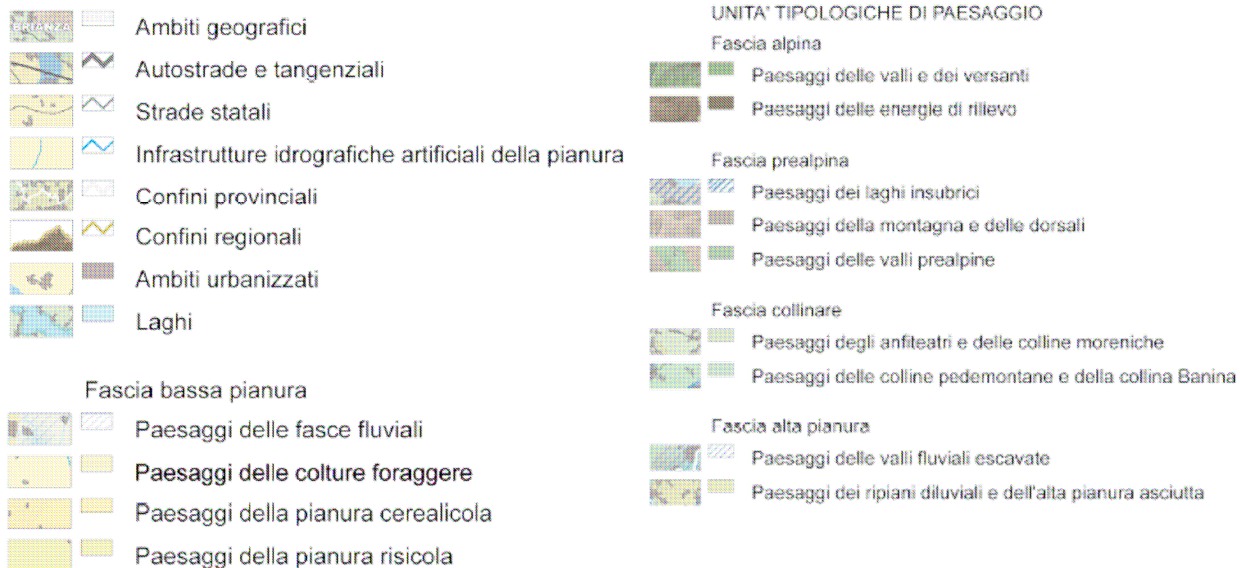 Ambiti geografici
Autostrade e tangenziali
Strade statali
Infrastrutture idrografiche artificiali della pianura
Confini provinciali
Confini regionali
Ambiti urbanizzati
Laghi
Fascia bassa pianura
Paesaggi delle fasce fluviali
Paesaggi delle colture foraggere
Paesaggi della pianura cerealicola
Paesaggi della pianura risicola
UNITA' TIPOLOGICHE DI PAESAGGIO
Fascia alpina
Paesaggi delle valli e dei versanti
Paesaggi delle energie di rilievo
Fascia prealpina
Paesaggi dei laghi insubrici
Paesaggi della montagna e delle dorsali
Paesaggi delle valli prealpine
Fascia collinare
Paesaggi degli anfiteatri e delle colline moreniche
Paesaggi delle colline pedemontane e della collina Banina
Fascia alta pianura
Paesaggi delle valli fluviali escavate
Paesaggi dei ripiani diluviali e dell'alta pianura asciutta